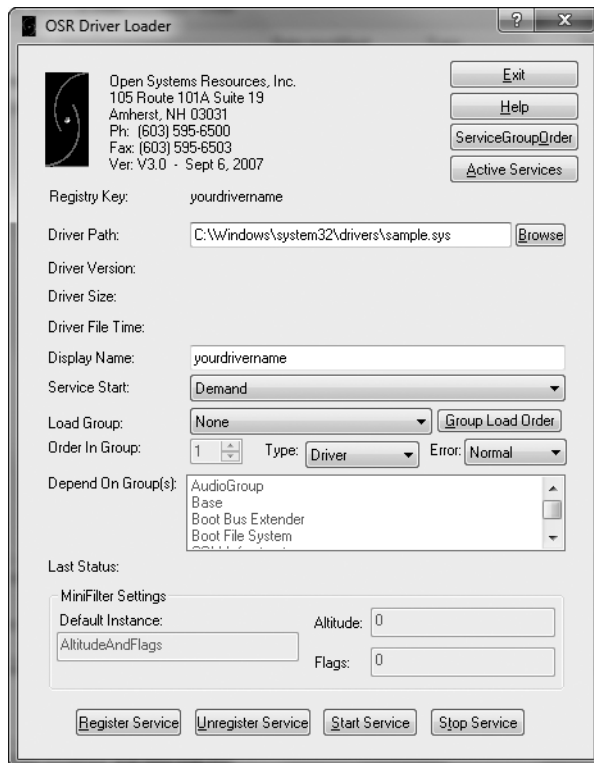 OSR Driver Loader
?
X
Open Systems Resources, Inc.
105 Route 101A Suite 19
Amherst, NH 03031
Ph: (603) 595-6500
Fax: (603) 595-6503
Ver: V3.0 - Sept 6, 2007
Exit
Help
ServiceGroupOrder
Active Services
Registry Key: yourdrivername
Driver Path: C:\Windows\system32\drivers\sample.sys Browse
Driver Version:
Driver Size:
Driver File Time:
Display Name: yourdrivername
Service Start: Demand
Load Group: None Group Load Order
Order In Group: 1 Type: Driver Error: Normal
Depend On Group(s): AudioGroup
Base
Boot Bus Extender
Boot File System
Last Status:
MiniFilter Settings
Default Instance: Altitude: 0
AltitudeAndFlags
Flags: 0
Register Service Unregister Service Start Service Stop Service